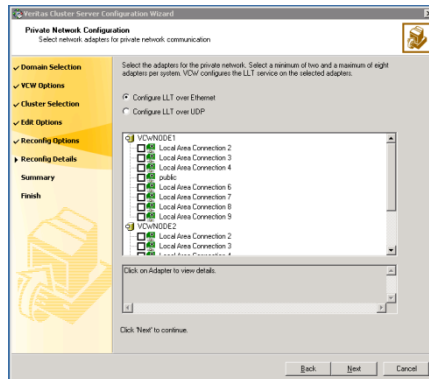 Veritas Cluster Server Configuration Wizard
Private Network Configuration
Select network adapters for private network communication
Domain Selection
VCW Options
Cluster Selection
Edit Options
Reconfig Options
Reconfig Details
Summary
Finish
Select the adapters for the private network. Select a minimum of two and a maximum of eight
adapters per system. VCW configures the LLT service on the selected adapters.
Configure LLT over Ethernet
Configure LLT over UDP
VCWNODE1
Local Area Connection 2
Local Area Connection 3
Local Area Connection 4
public
Local Area Connection 6
Local Area Connection 7
Local Area Connection 8
Local Area Connection 9
VCWNODE2
Local Area Connection 2
Local Area Connection 3
Local Area Connection 4
Click on Adapter to view details.
Click 'Next' to continue.
Back
Next
Cancel